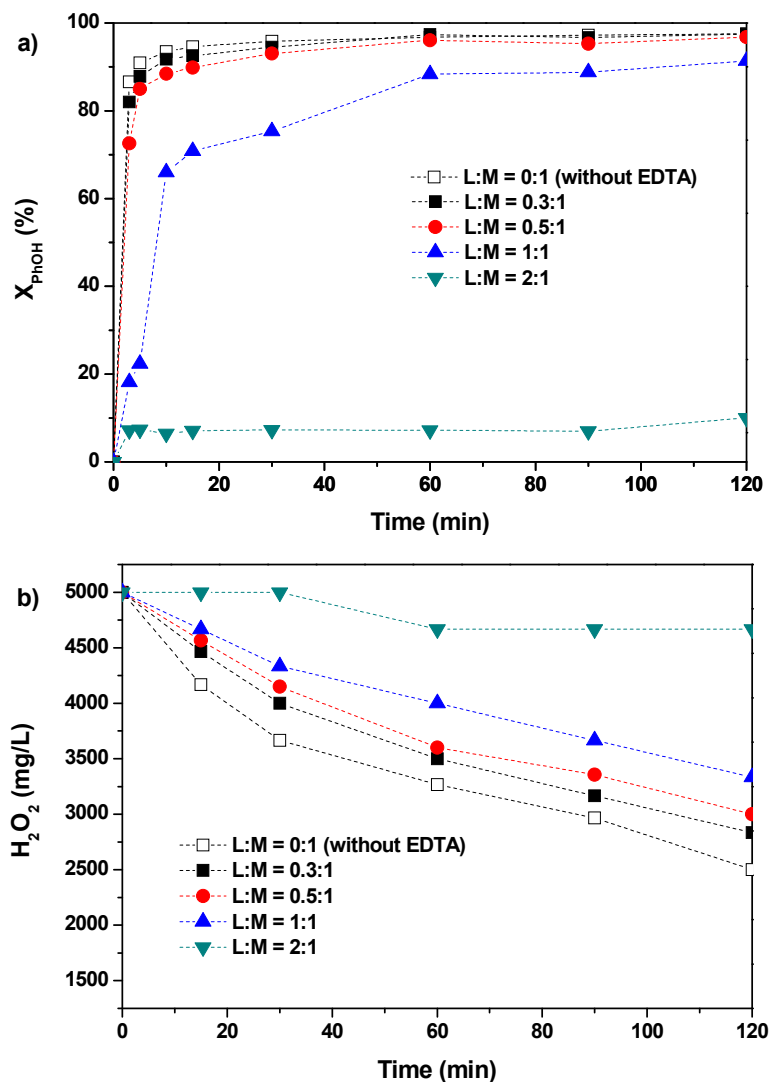 a)
100
80
60
40
20
0
X_PhOH (%)
L:M = 0:1 (without EDTA)
L:M = 0.3:1
L:M = 0.5:1
L:M = 1:1
L:M = 2:1
0 20 40 60 80 100 120
Time (min)
b)
5000
4500
4000
3500
3000
2500
2000
1500
H₂O₂ (mg/L)
L:M = 0:1 (without EDTA)
L:M = 0.3:1
L:M = 0.5:1
L:M = 1:1
L:M = 2:1
0 20 40 60 80 100 120
Time (min)